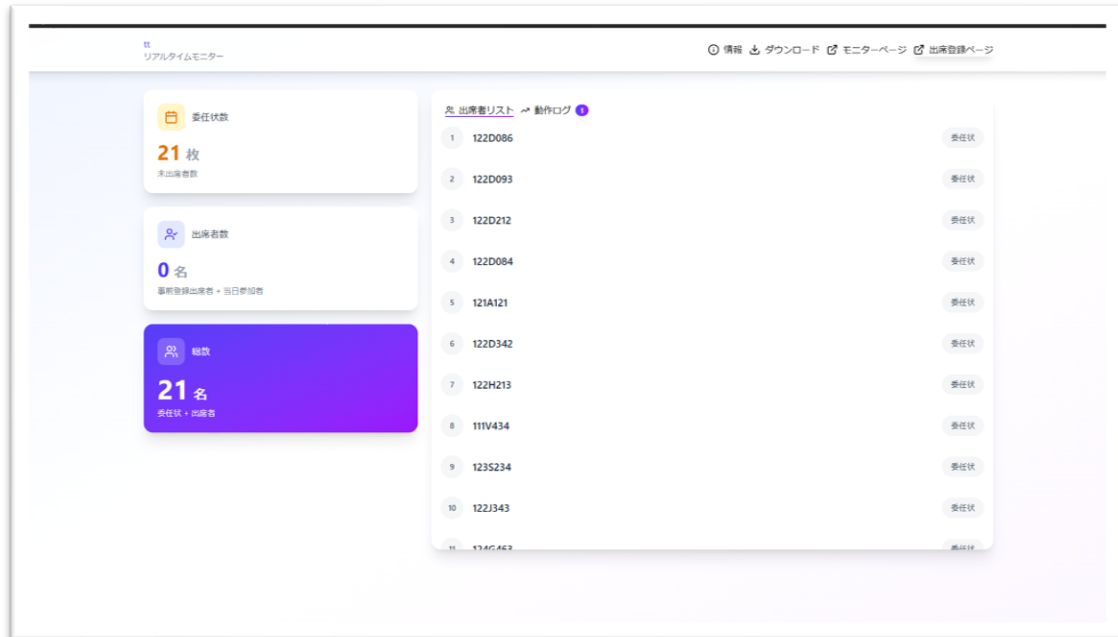 tt
リアルタイムモニター
情報 ダウンロード モニターページ 出席登録ページ
委任状数
21 枚
未出席者数
出席者数
0 名
事前登録出席者 + 当日参加者
総数
21 名
委任状 + 出席者
出席者リスト 動作ログ 1
1 122D086 委任状
2 122D093 委任状
3 122D212 委任状
4 122D084 委任状
5 121A121 委任状
6 122D342 委任状
7 122H213 委任状
8 111V434 委任状
9 123S234 委任状
10 122J343 委任状
11 124G463 委任状